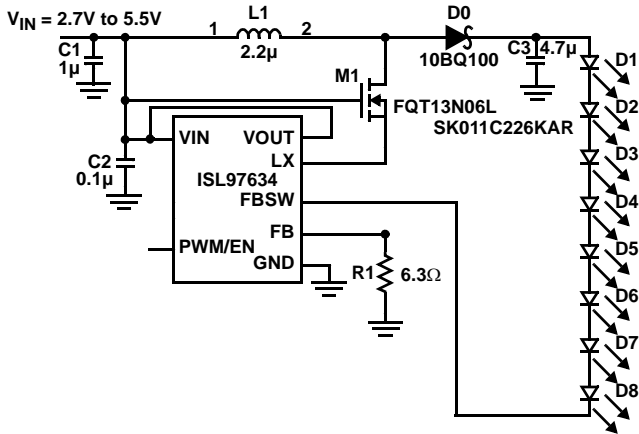 V_IN = 2.7V to 5.5V
C1
1µ
1
L1
2
2.2µ
D0
10BQ100
C3
4.7µ
M1
FQT13N06L
SK011C226KAR
D1
D2
D3
D4
D5
D6
D7
D8
C2
0.1µ
VIN
VOUT
LX
ISL97634
FBSW
FB
PWM/EN
GND
R1
6.3Ω